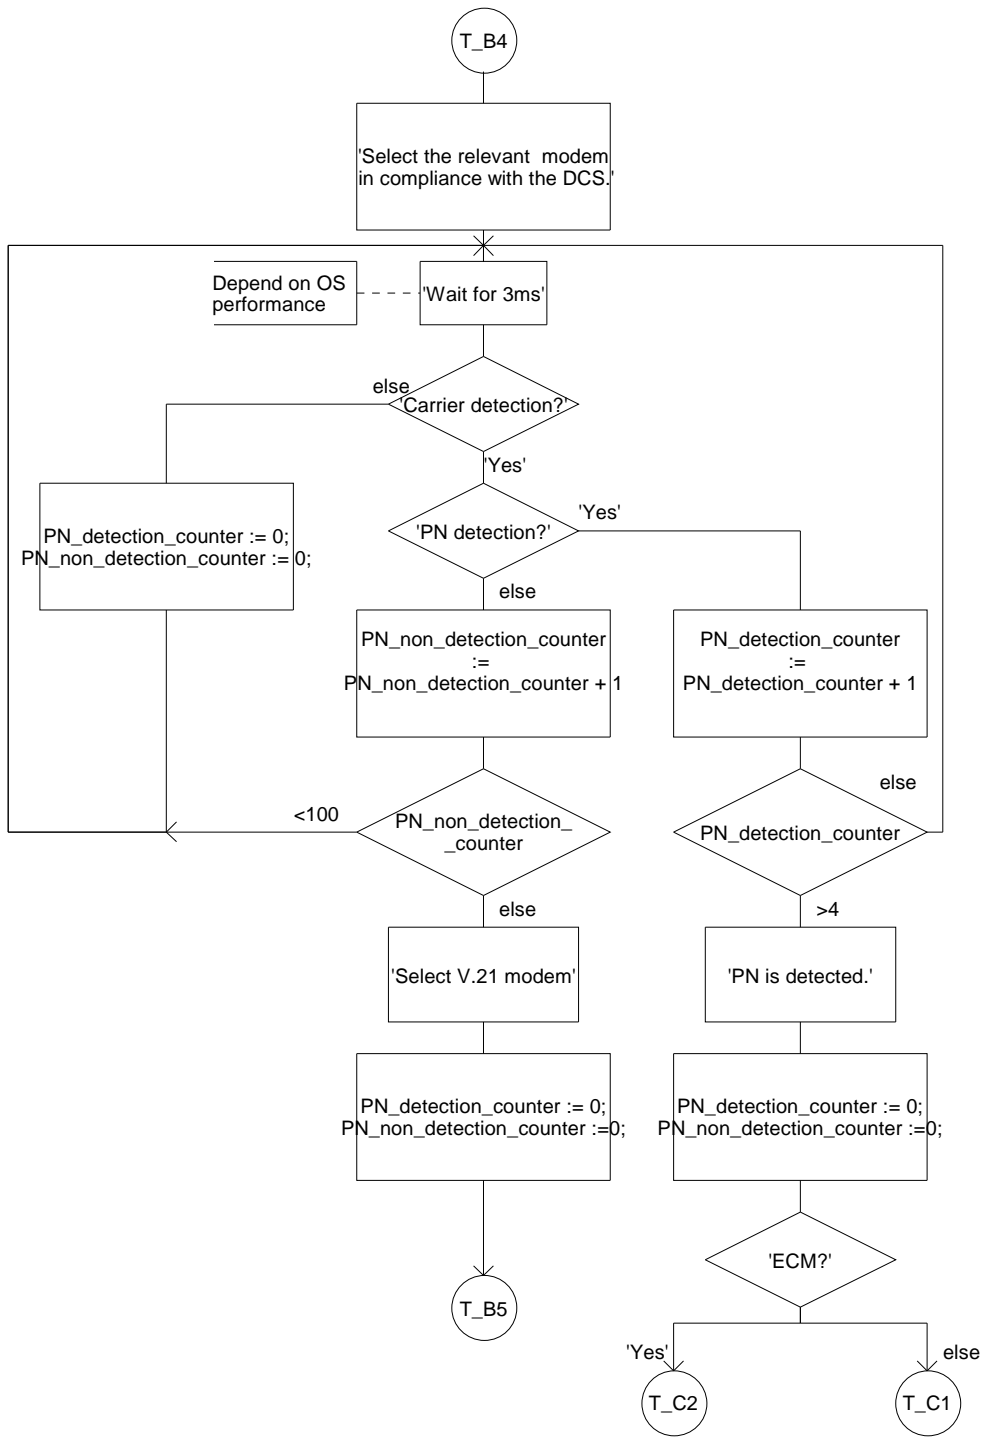 T_B4
'Select the relevant  modem
in compliance with the DCS.'
Depend on OS
performance
'Wait for 3ms'
else
'Carrier detection?'
'Yes'
'PN detection?'
'Yes'
PN_detection_counter := 0;
PN_non_detection_counter := 0;
else
PN_non_detection_counter
:=
PN_non_detection_counter + 1
PN_detection_counter
:=
PN_detection_counter + 1
<100
PN_non_detection_
_counter
else
PN_detection_counter
else
>4
'Select V.21 modem'
'PN is detected.'
PN_detection_counter := 0;
PN_non_detection_counter :=0;
PN_detection_counter := 0;
PN_non_detection_counter :=0;
'ECM?'
T_B5
'Yes'
else
T_C2
T_C1